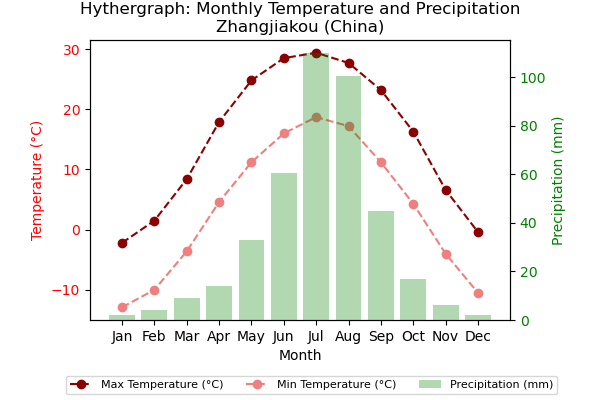 Hythergraph: Monthly Temperature and Precipitation
Zhangjiakou (China)
30
20
10
0
−10
Temperature (°C)
100
80
60
40
20
0
Precipitation (mm)
Jan Feb Mar Apr May Jun Jul Aug Sep Oct Nov Dec
Month
Max Temperature (°C) Min Temperature (°C) Precipitation (mm)